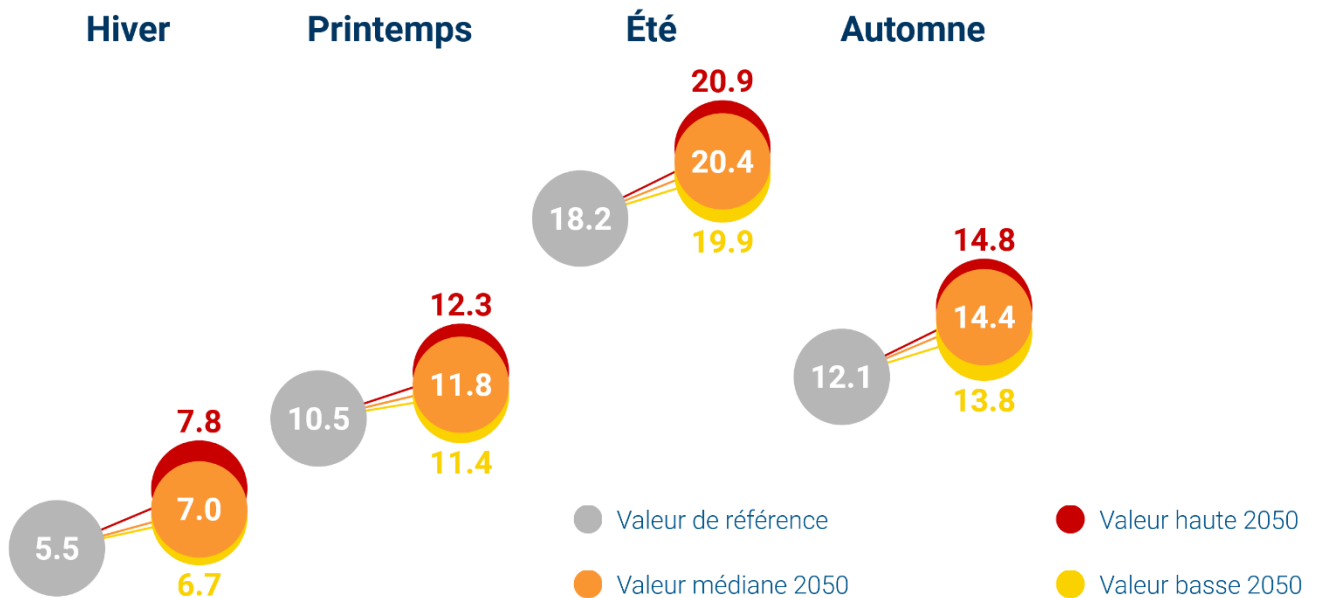 Hiver
Printemps
Été
Automne
5.5
7.8
7.0
6.7
10.5
12.3
11.8
11.4
18.2
20.9
20.4
19.9
12.1
14.8
14.4
13.8
Valeur de référence
Valeur haute 2050
Valeur médiane 2050
Valeur basse 2050